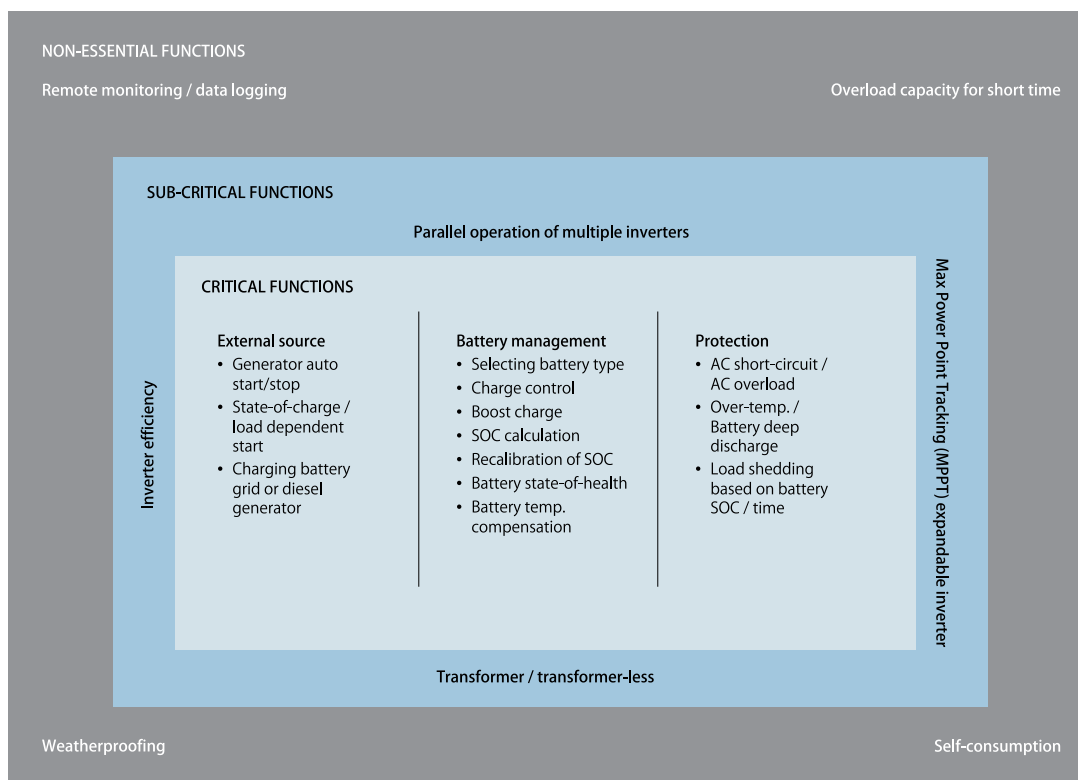 NON-ESSENTIAL FUNCTIONS
Remote monitoring / data logging
Overload capacity for short time
SUB-CRITICAL FUNCTIONS
Parallel operation of multiple inverters
CRITICAL FUNCTIONS
External source
• Generator auto
start/stop
• State-of-charge /
load dependent
start
• Charging battery
grid or diesel
generator
Battery management
• Selecting battery type
• Charge control
• Boost charge
• SOC calculation
• Recalibration of SOC
• Battery state-of-health
• Battery temp.
compensation
Protection
• AC short-circuit /
AC overload
• Over-temp. /
Battery deep
discharge
• Load shedding
based on battery
SOC / time
Inverter efficiency
Max Power Point Tracking (MPPT) expandable inverter
Transformer / transformer-less
Weatherproofing
Self-consumption